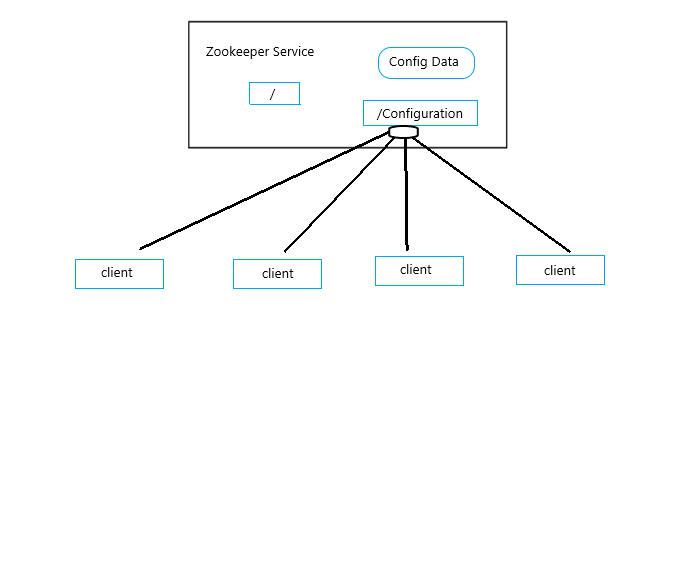 Zookeeper Service
Config Data
/
/Configuration
client
client
client
client